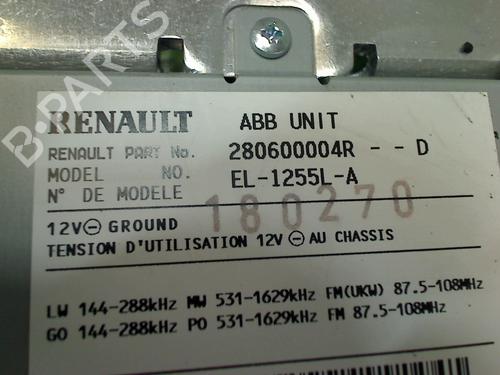 RENAULT ABB UNIT
RENAULT PART No. 280600004R - - D
MODEL NO. EL-1255L-A
N° DE MODELE
180270
12V ⊖ GROUND
TENSION D'UTILISATION 12V ⊖ AU CHASSIS
LW 144-288kHz MW 531-1629kHz FM(UKW) 87.5-108MHz
GO 144-288kHz PO 531-1629kHz FM 87.5-108MHz
B-PARTS